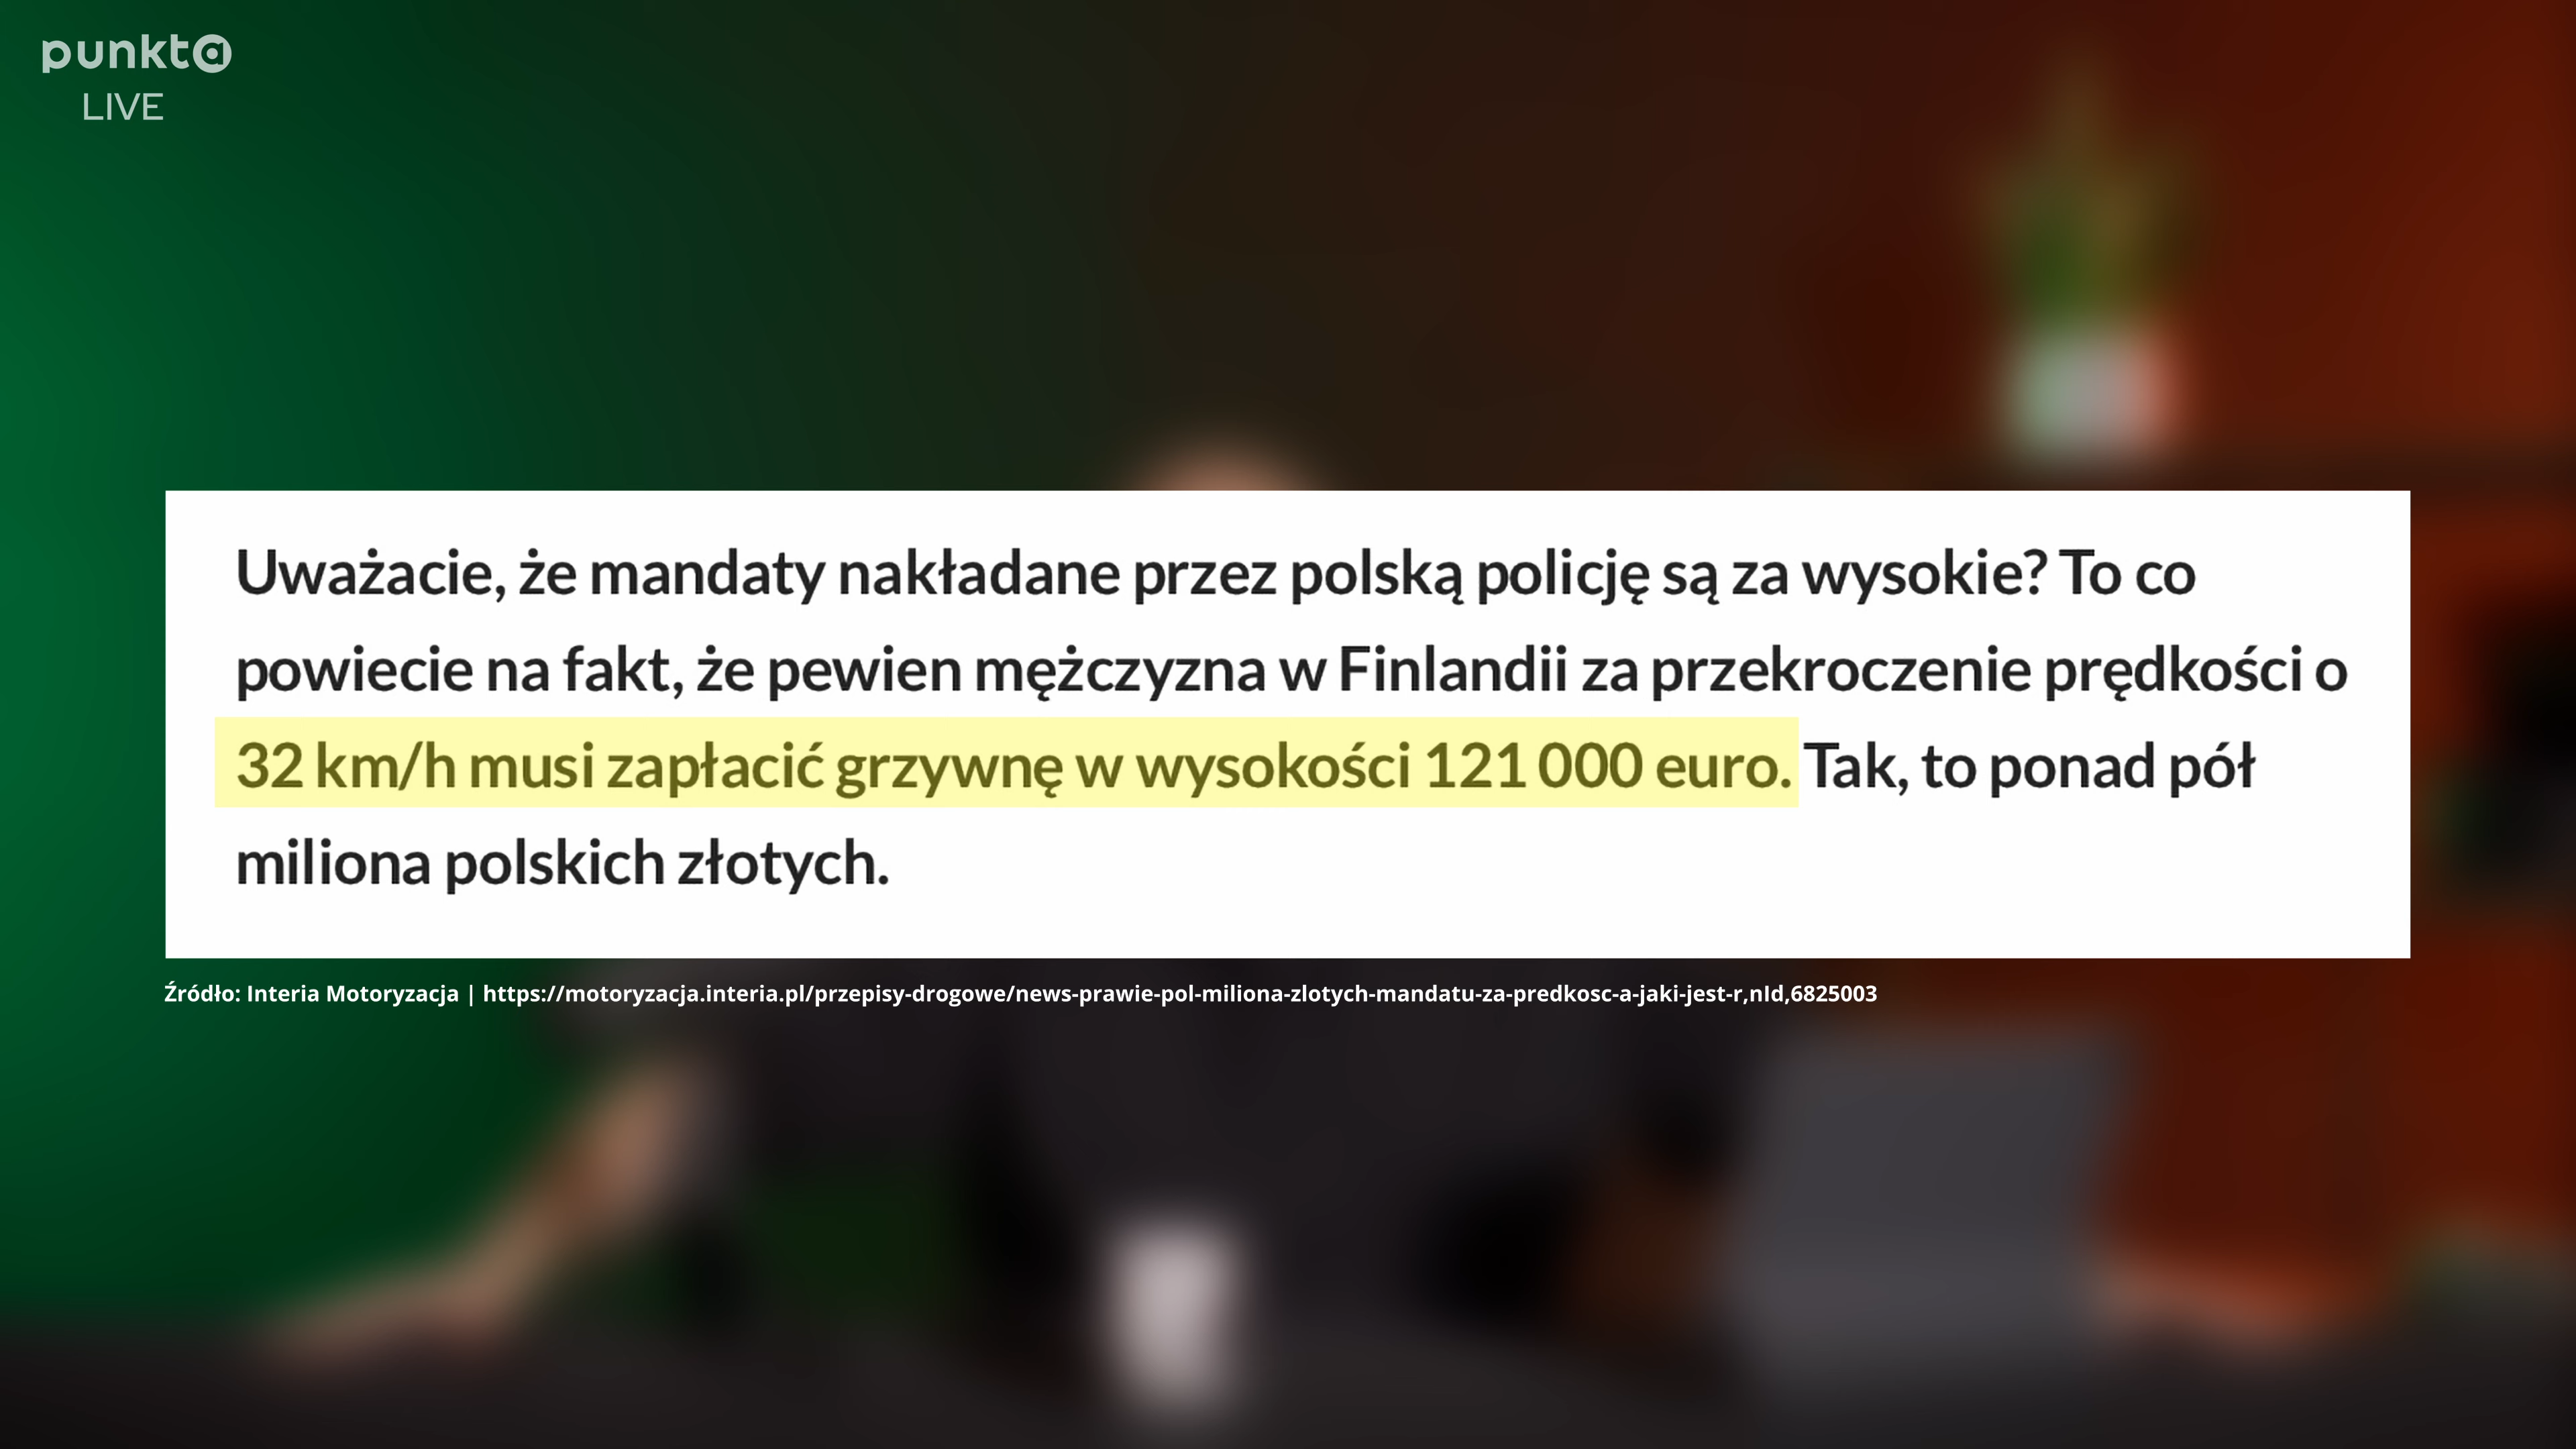 punkta
LIVE
Uważacie, że mandaty nakładane przez polską policję są za wysokie? To co
powiecie na fakt, że pewien mężczyzna w Finlandii za przekroczenie prędkości o
32 km/h musi zapłacić grzywnę w wysokości 121 000 euro. Tak, to ponad pół
miliona polskich złotych.
Źródło: Interia Motoryzacja | https://motoryzacja.interia.pl/przepisy-drogowe/news-prawie-pol-miliona-zlotych-mandatu-za-predkosc-a-jaki-jest-r,nId,6825003